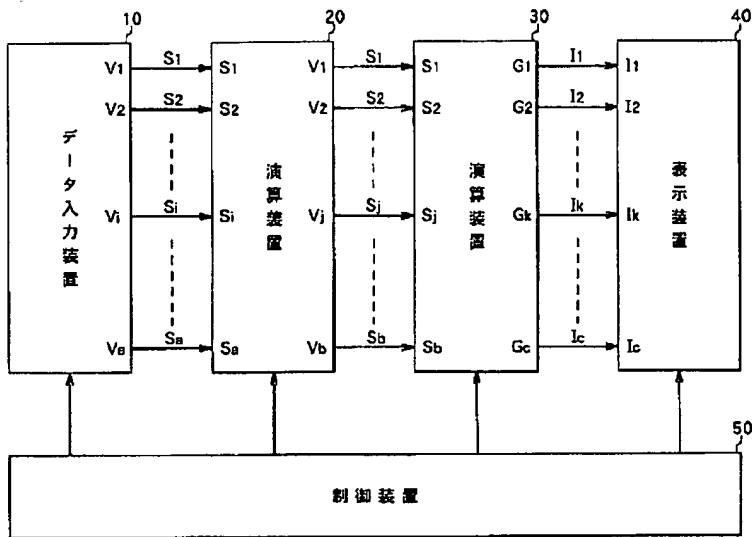 10 20 30 40
V1 S1 S1 V1 S1 S1 G1 I1 I1
V2 S2 S2 V2 S2 S2 G2 I2 I2
データ入力装置
演算装置
演算装置
表示装置
Vi Si Si Vj Sj Sj Gk Ik Ik
Va Sa Sa Vb Sb Sb Gc Ic Ic
50
制御装置